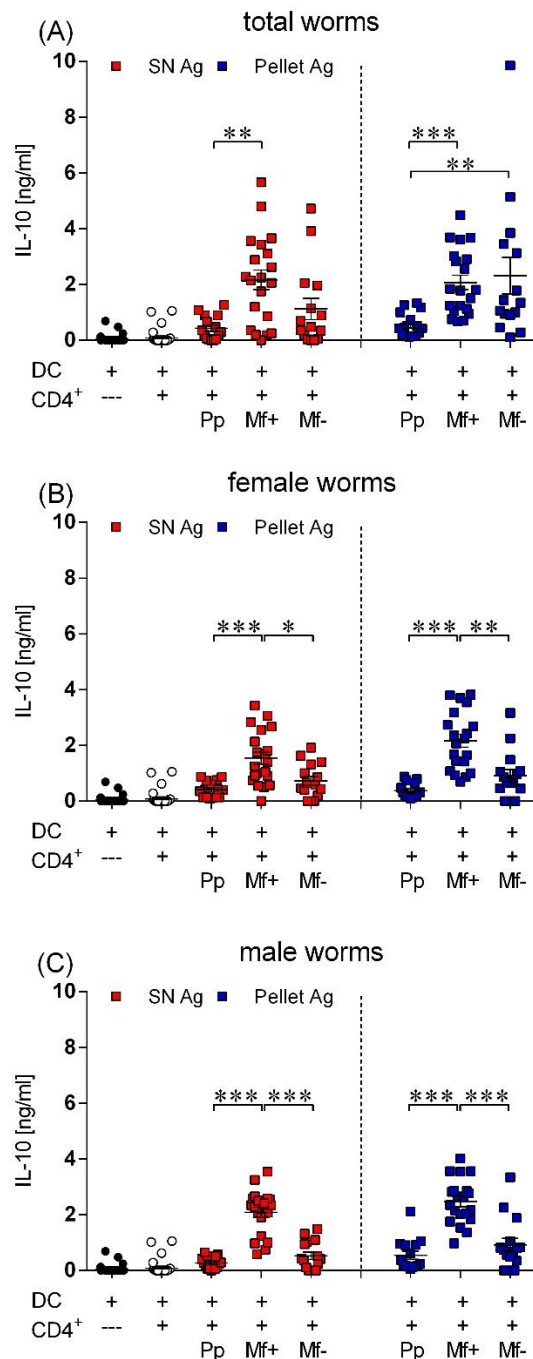 (A) total worms
SN Ag Pellet Ag
10
8
6
4
2
0
IL-10 [ng/ml]
** *** **
DC + + + + + + + +
CD4⁺ --- + + + + + + +
Pp Mf+ Mf- Pp Mf+ Mf-
(B) female worms
SN Ag Pellet Ag
10
8
6
4
2
0
IL-10 [ng/ml]
*** * *** **
DC + + + + + + + +
CD4⁺ --- + + + + + + +
Pp Mf+ Mf- Pp Mf+ Mf-
(C) male worms
SN Ag Pellet Ag
10
8
6
4
2
0
IL-10 [ng/ml]
*** *** *** ***
DC + + + + + + + +
CD4⁺ --- + + + + + + +
Pp Mf+ Mf- Pp Mf+ Mf-